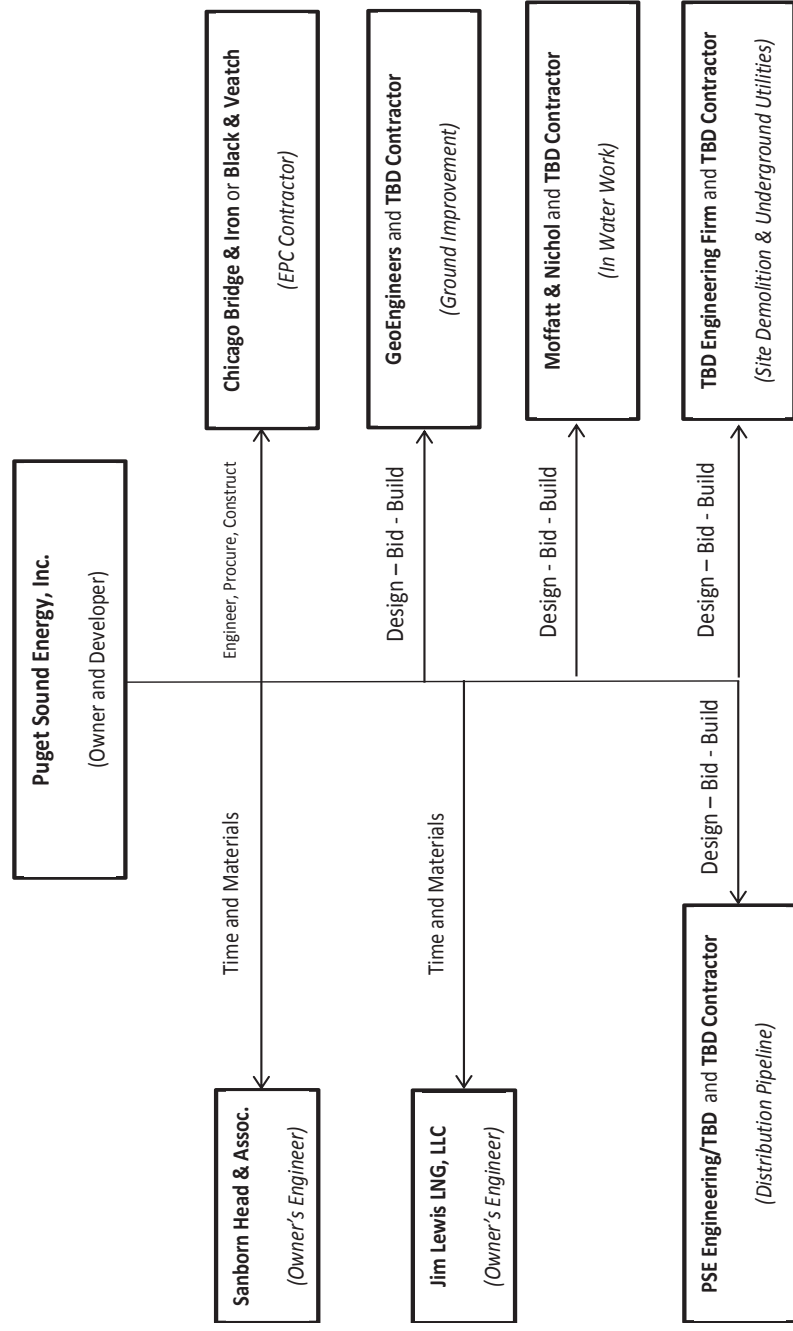 Puget Sound Energy, Inc.
(Owner and Developer)
Time and Materials
Engineer, Procure, Construct
Sanborn Head & Assoc.
(Owner's Engineer)
Chicago Bridge & Iron or Black & Veatch
(EPC Contractor)
Design – Bid - Build
GeoEngineers and TBD Contractor
(Ground Improvement)
Time and Materials
Jim Lewis LNG, LLC
(Owner's Engineer)
Design - Bid - Build
Moffatt & Nichol and TBD Contractor
(In Water Work)
Design – Bid - Build
Design – Bid - Build
PSE Engineering/TBD and TBD Contractor
(Distribution Pipeline)
TBD Engineering Firm and TBD Contractor
(Site Demolition & Underground Utilities)